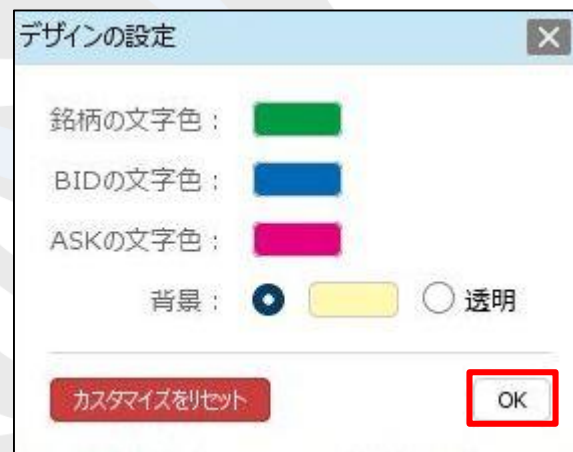 デザインの設定
銘柄の文字色：
BIDの文字色：
ASKの文字色：
背景： 透明
カスタマイズをリセット OK